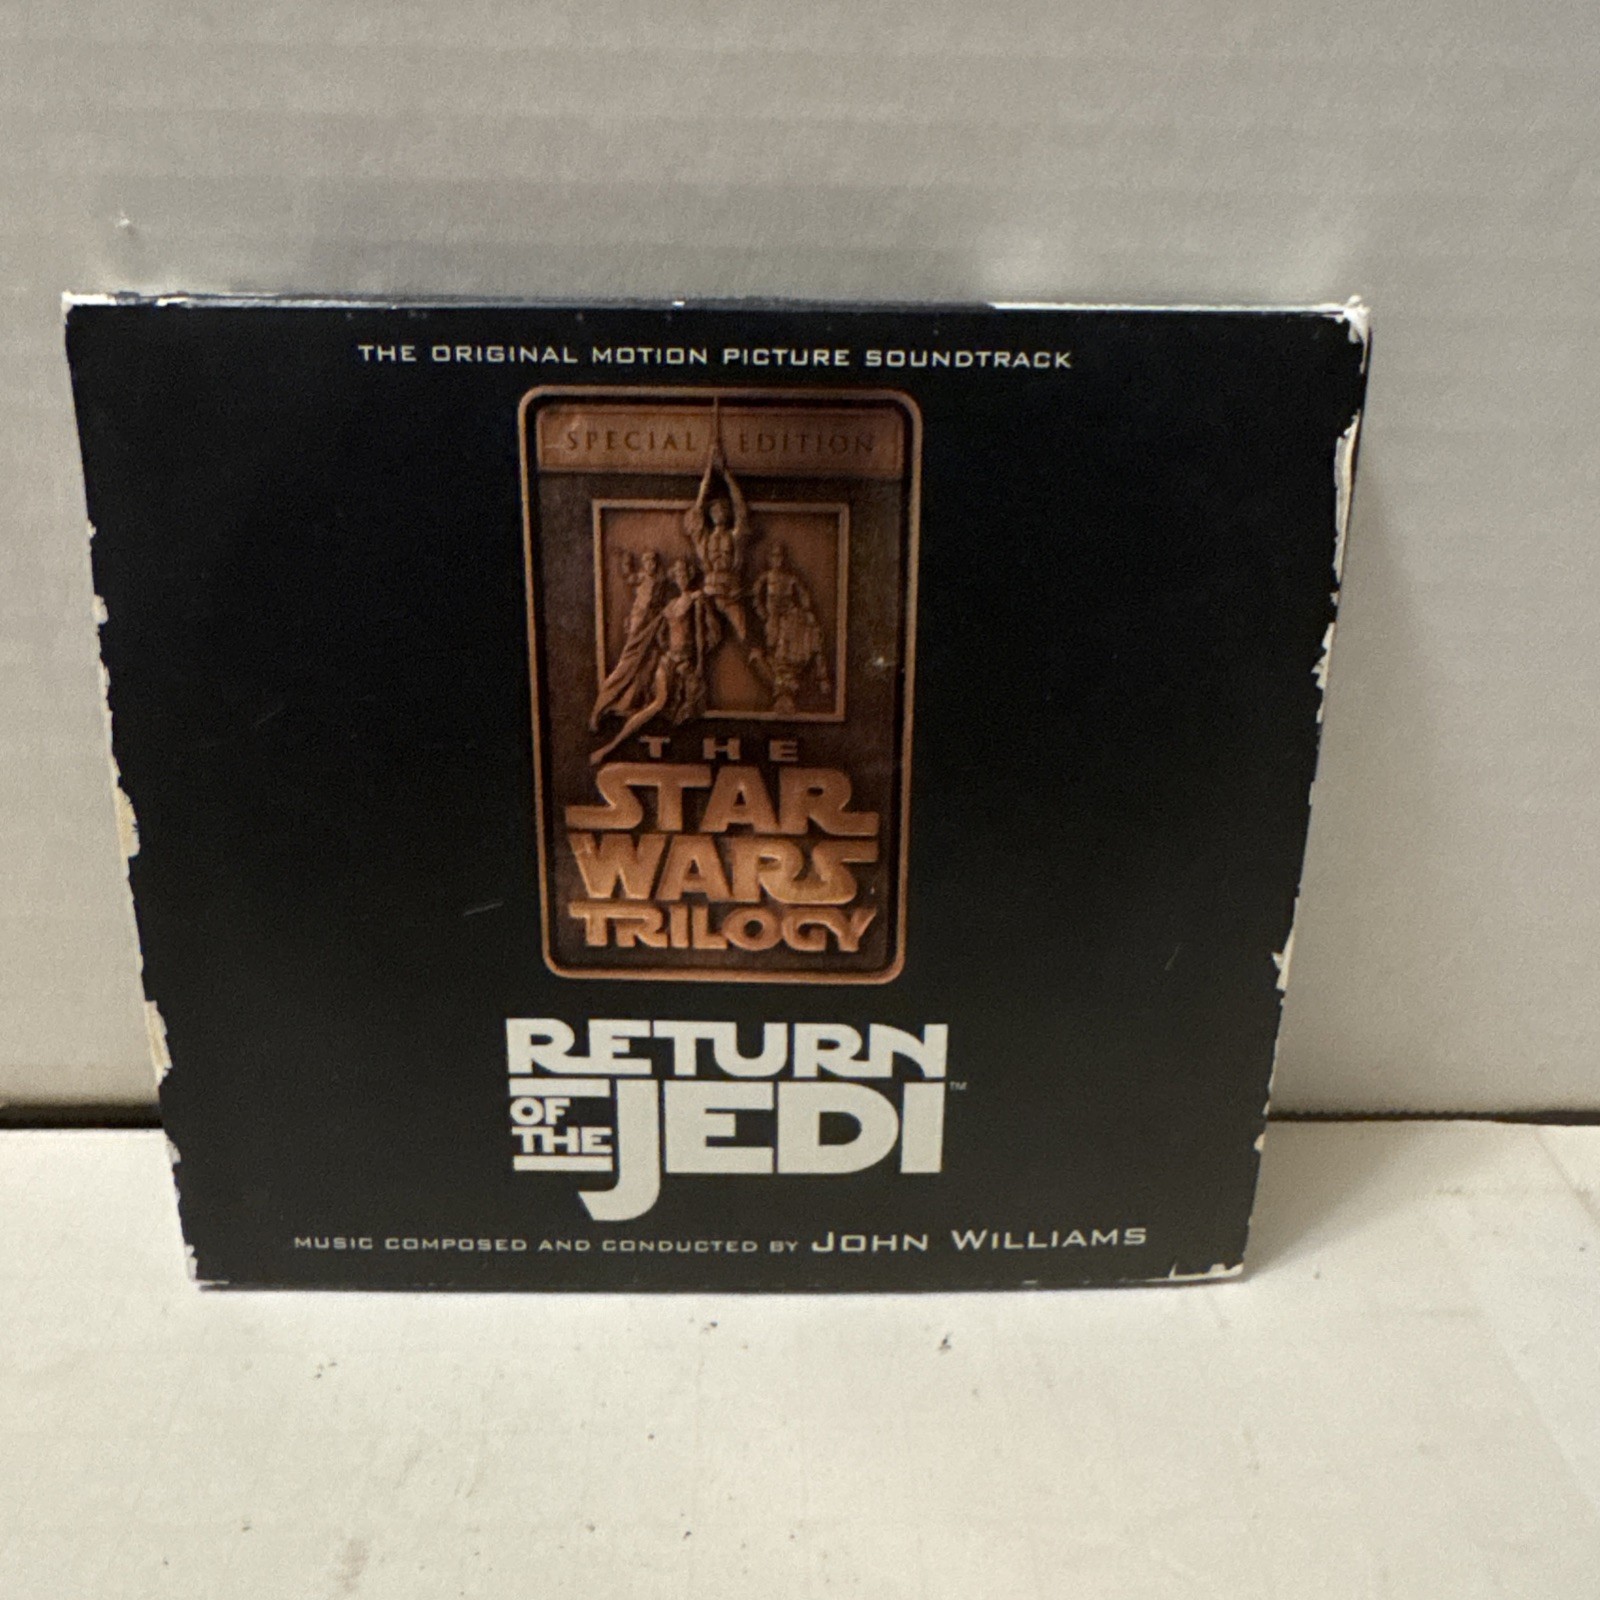 THE ORIGINAL MOTION PICTURE SOUNDTRACK
SPECIAL EDITION
THE
STAR
WARS
TRILOGY
RETURN
OF
THE
JEDI™
MUSIC COMPOSED AND CONDUCTED BY JOHN WILLIAMS